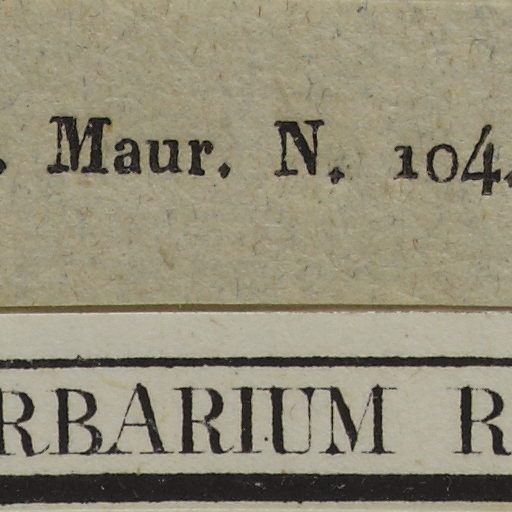 . Maur. N. 104.
RBARIUM R